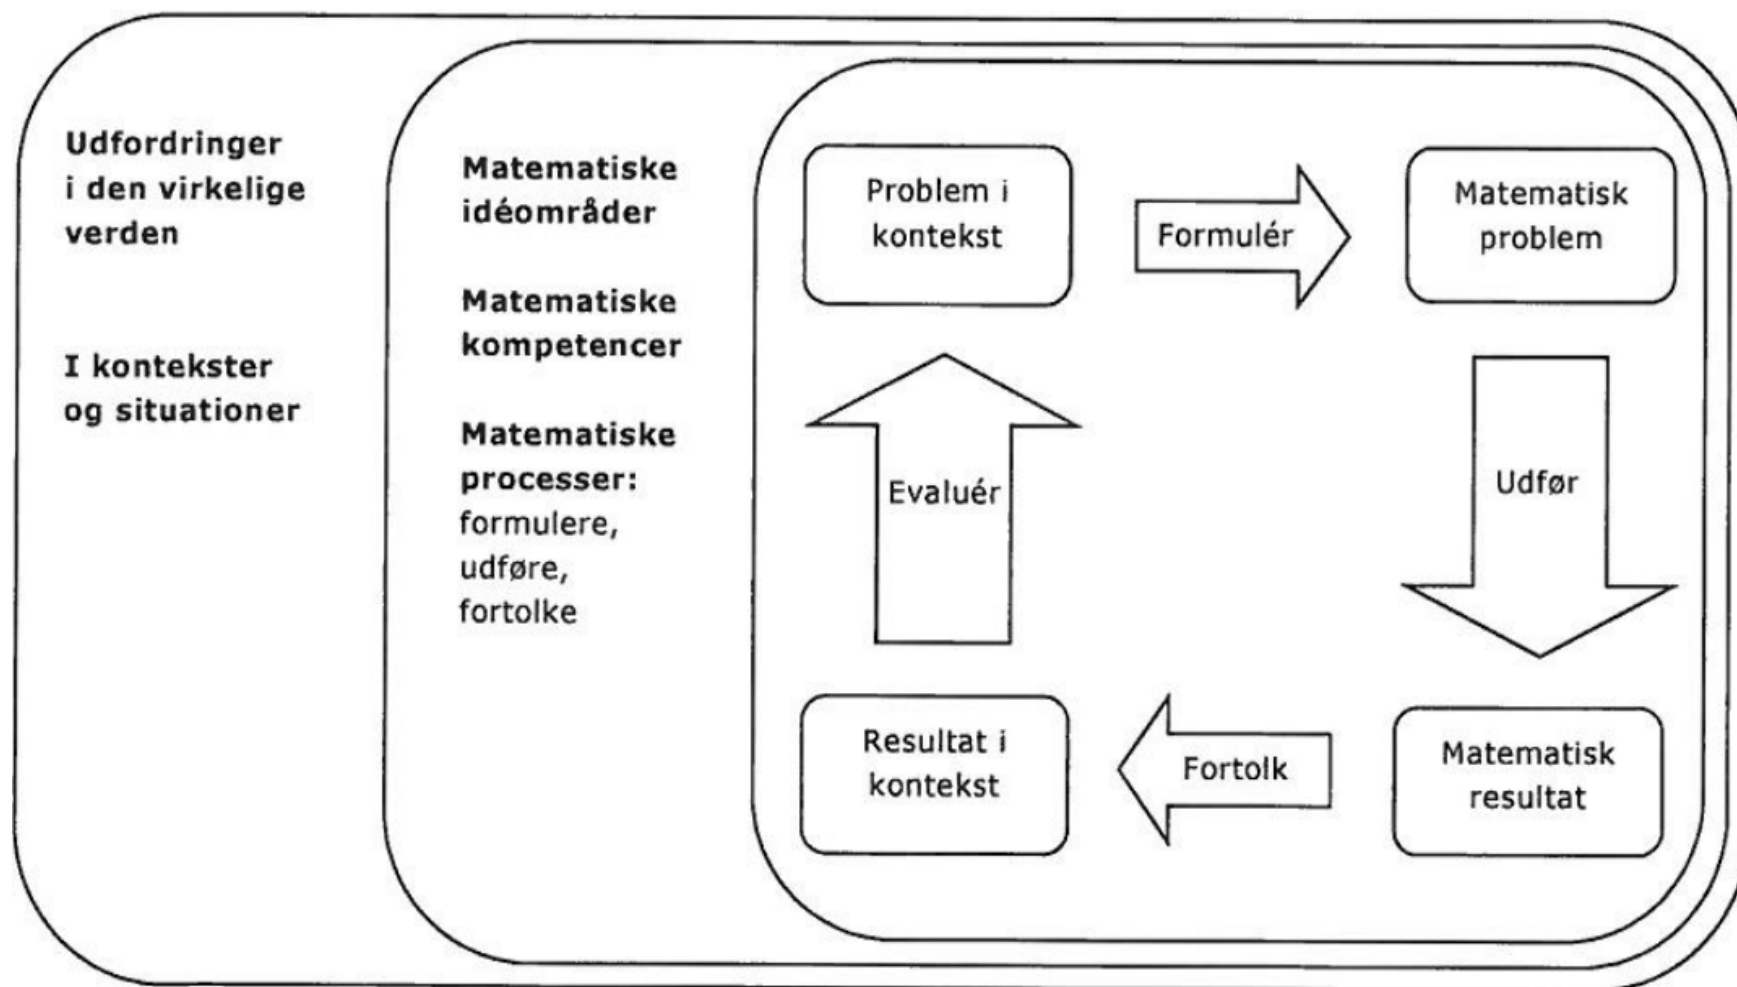 Udfordringer
i den virkelige
verden
I kontekster
og situationer
Matematiske
idéområder
Matematiske
kompetencer
Matematiske
processer:
formulere,
udføre,
fortolke
Problem i
kontekst
Formulér
Matematisk
problem
Evaluér
Udfør
Resultat i
kontekst
Fortolk
Matematisk
resultat